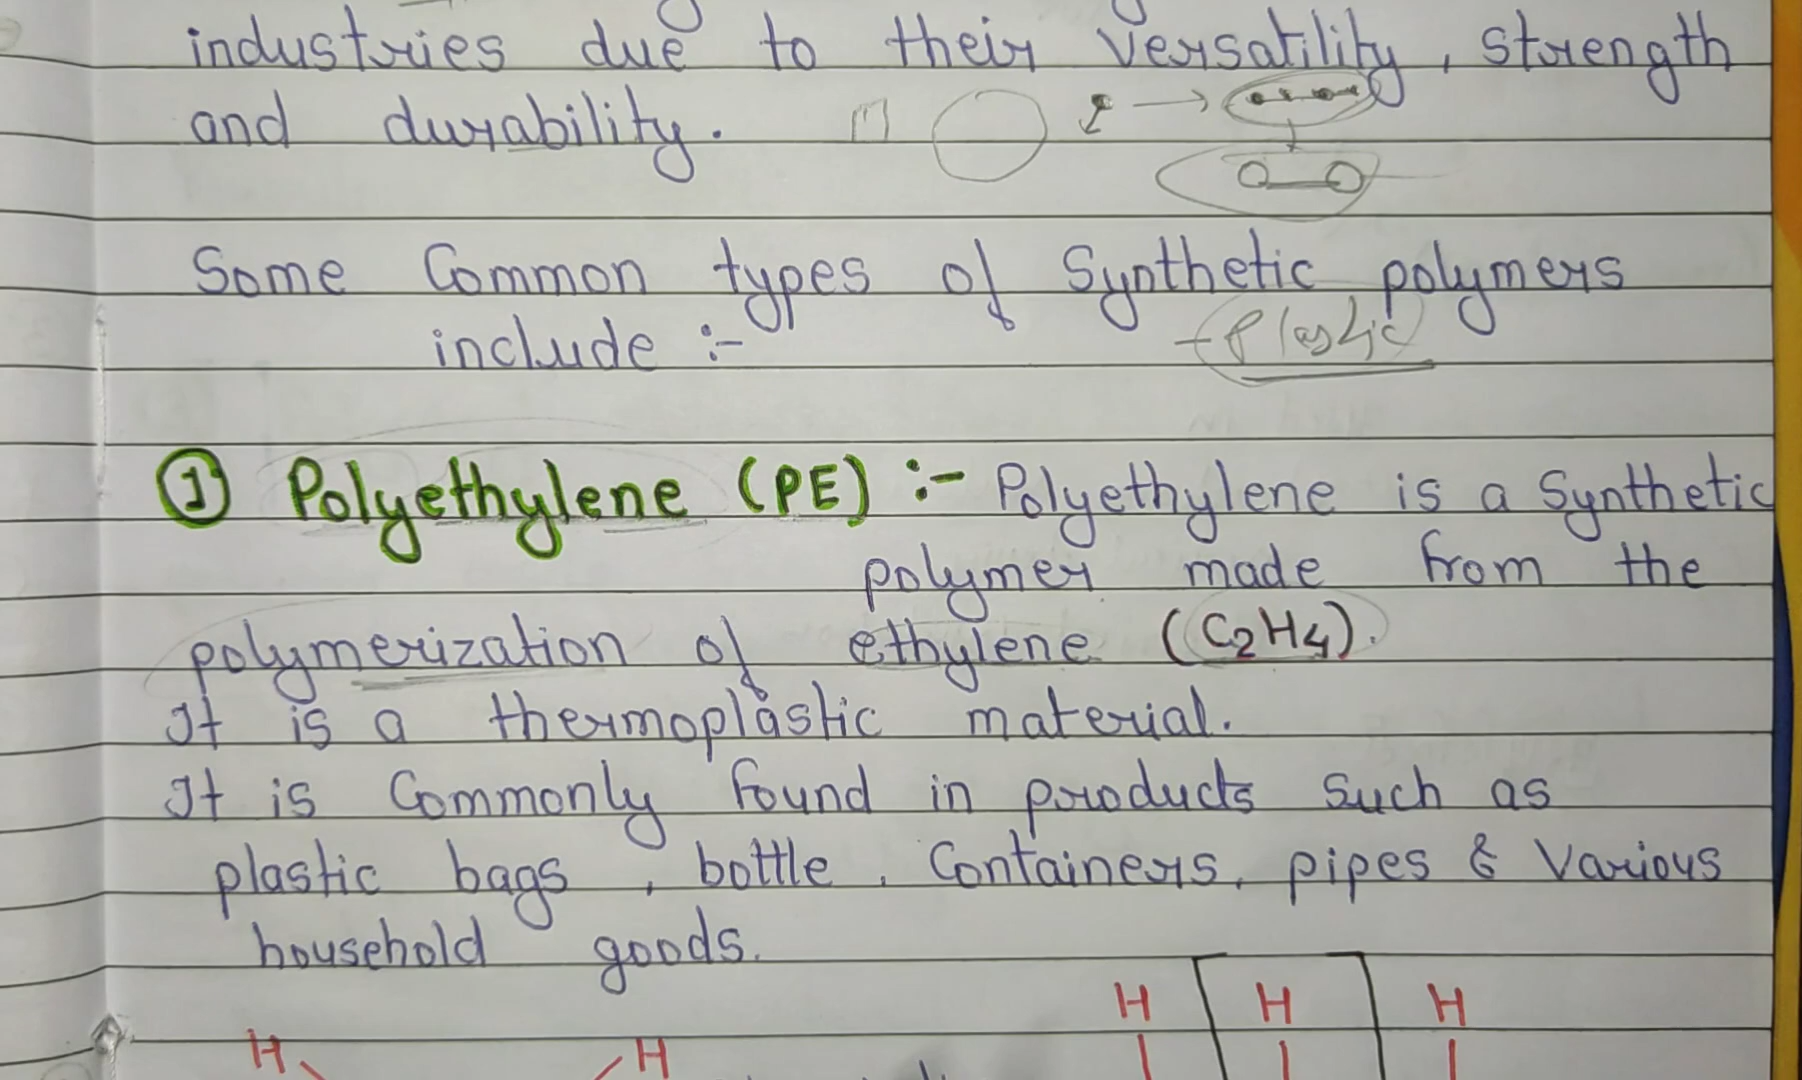 industries due to their versatility, strength
and durability.
Some Common types of Synthetic polymers
include :-
Plastic
① Polyethylene (PE) :- Polyethylene is a Synthetic
polymer made from the
polymerization of ethylene (C2H4).
It is a thermoplastic material.
It is Commonly found in products Such as
plastic bags, bottle, Containers, pipes & Various
household goods.
H H H
H H